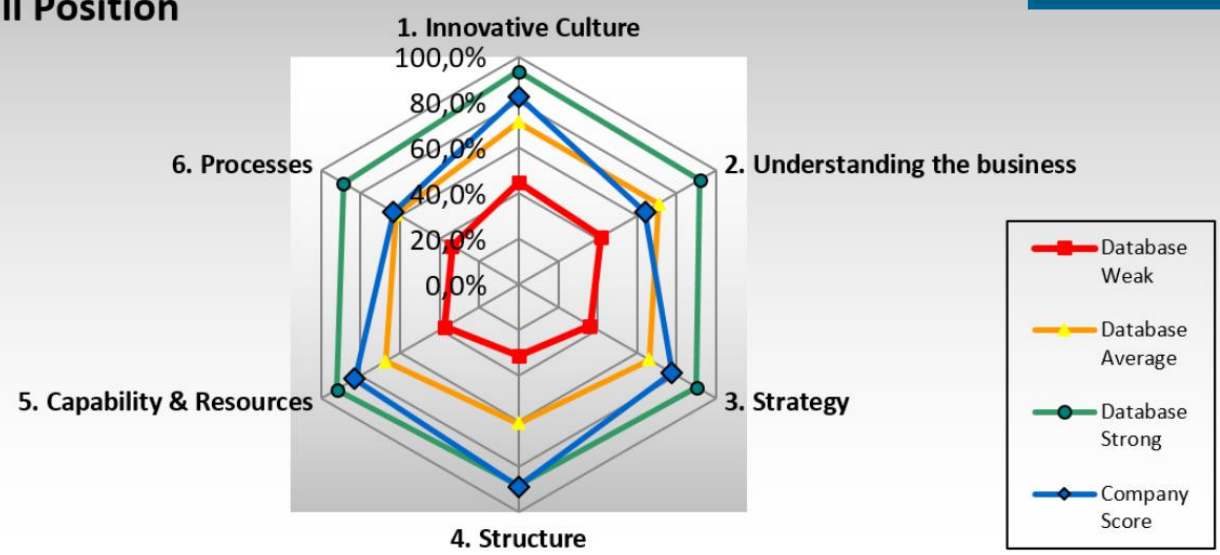 ll Position
1. Innovative Culture
100,0%
80,0%
60,0%
6. Processes
2. Understanding the business
40,0%
20,0%
0,0%
5. Capability & Resources
3. Strategy
4. Structure
Database
Weak
Database
Average
Database
Strong
Company
Score